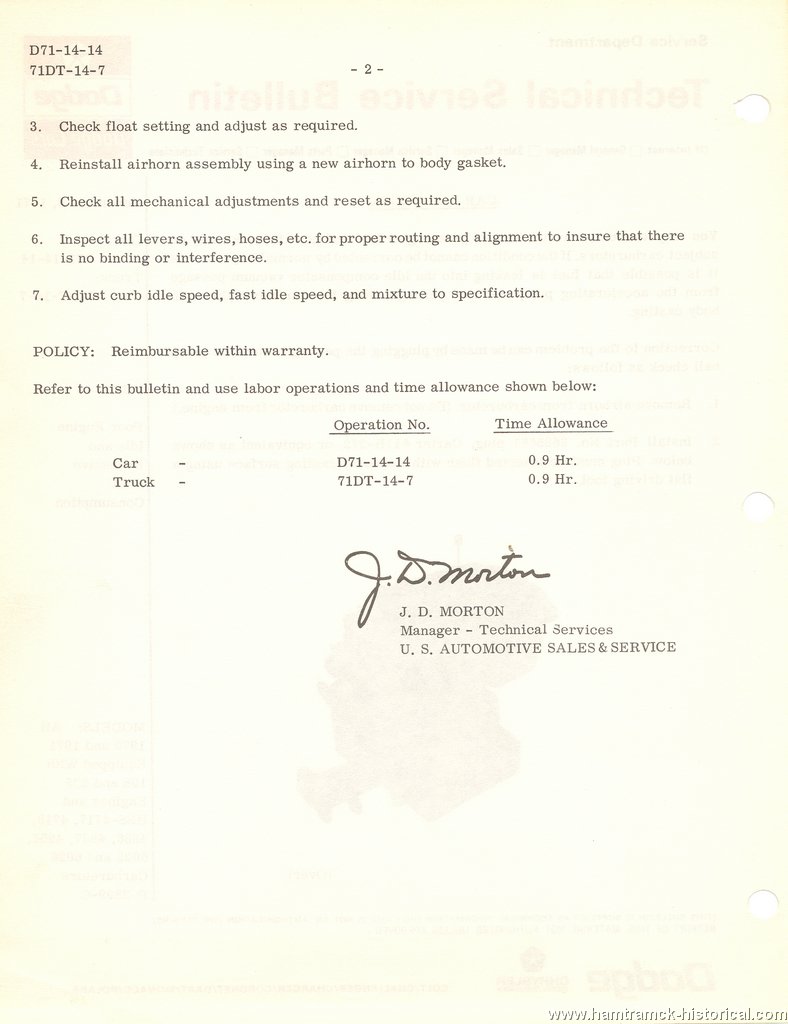 D71-14-14
71DT-14-7
- 2 -
3. Check float setting and adjust as required.
4. Reinstall airhorn assembly using a new airhorn to body gasket.
5. Check all mechanical adjustments and reset as required.
6. Inspect all levers, wires, hoses, etc. for proper routing and alignment to insure that there
is no binding or interference.
7. Adjust curb idle speed, fast idle speed, and mixture to specification.
POLICY: Reimbursable within warranty.
Refer to this bulletin and use labor operations and time allowance shown below:
Operation No. Time Allowance
Car - D71-14-14 0.9 Hr.
Truck - 71DT-14-7 0.9 Hr.
J. D. Morton
J. D. MORTON
Manager - Technical Services
U. S. AUTOMOTIVE SALES & SERVICE
www.hamtramck-historical.com